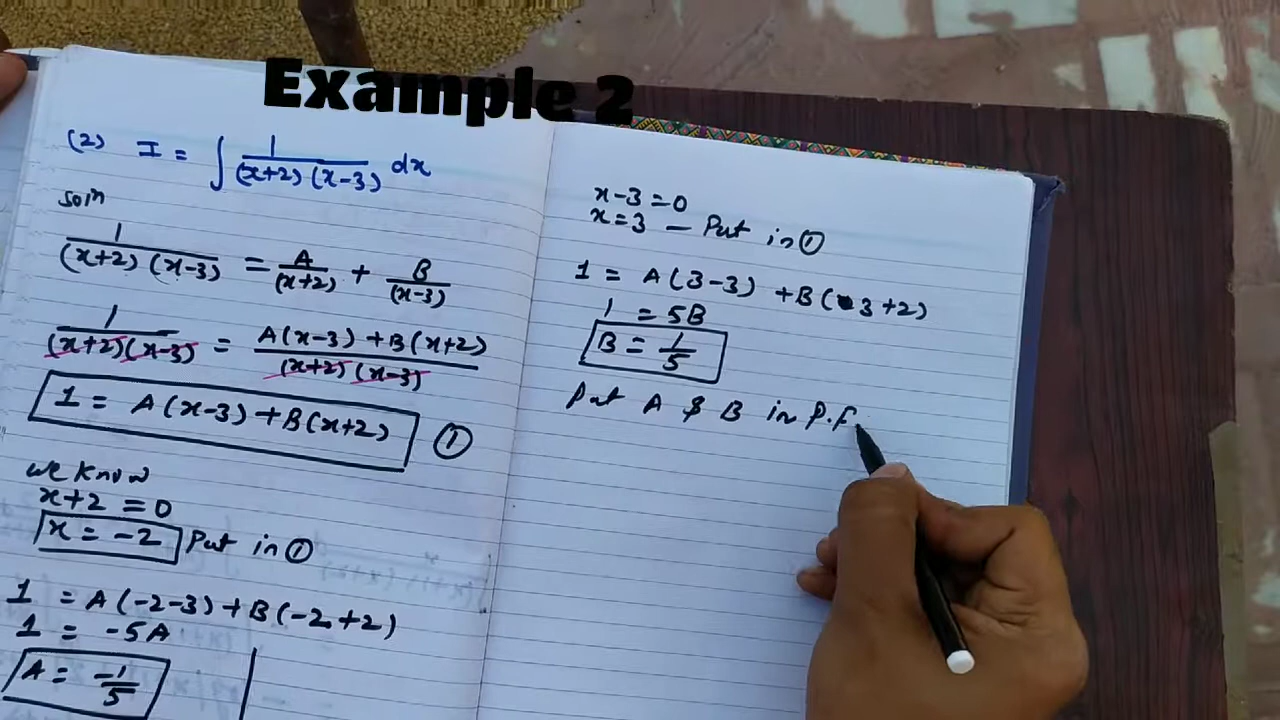 Example 2
(2) I = ∫ 1/((x+2)(x-3)) dx
soln
1/((x+2)(x-3)) = A/(x+2) + B/(x-3)
1/((x+2)(x-3)) = (A(x-3)+B(x+2))/((x+2)(x-3))
1 = A(x-3)+B(x+2) ①
we know
x+2 = 0
x = -2 Put in ①
1 = A(-2-3)+B(-2+2)
1 = -5A
A = -1/5
x-3=0
x=3 — Put in ①
1 = A(3-3) +B(3+2)
1 = 5B
B = 1/5
Put A & B in P.F